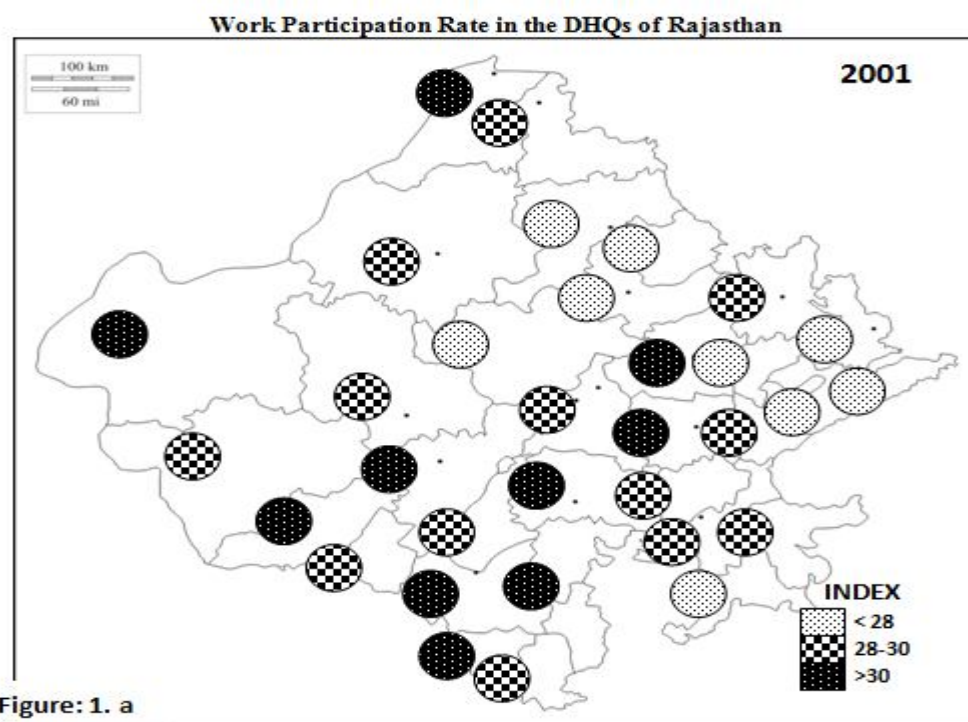 Work Participation Rate in the DHQs of Rajasthan
100 km
60 mi
2001
INDEX
< 28
28-30
>30
Figure: 1. a